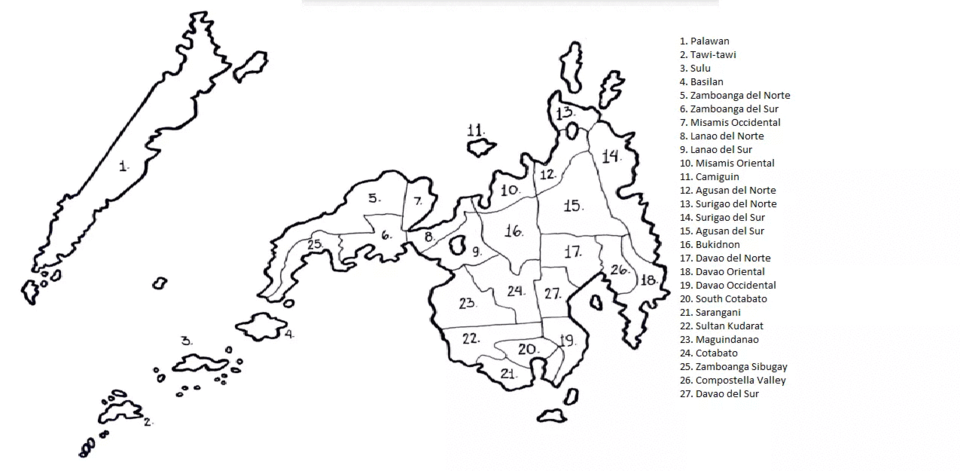 1. Palawan
2. Tawi-tawi
3. Sulu
4. Basilan
5. Zamboanga del Norte
6. Zamboanga del Sur
7. Misamis Occidental
8. Lanao del Norte
9. Lanao del Sur
10. Misamis Oriental
11. Camiguin
12. Agusan del Norte
13. Surigao del Norte
14. Surigao del Sur
15. Agusan del Sur
16. Bukidnon
17. Davao del Norte
18. Davao Oriental
19. Davao Occidental
20. South Cotabato
21. Sarangani
22. Sultan Kudarat
23. Maguindanao
24. Cotabato
25. Zamboanga Sibugay
26. Compostella Valley
27. Davao del Sur
13.
11.
14.
1.
12.
10.
5.
7.
15.
16.
6.
8.
25.
9.
17.
26.
18.
24.
27.
23.
4.
22.
3.
19.
20.
21.
2.